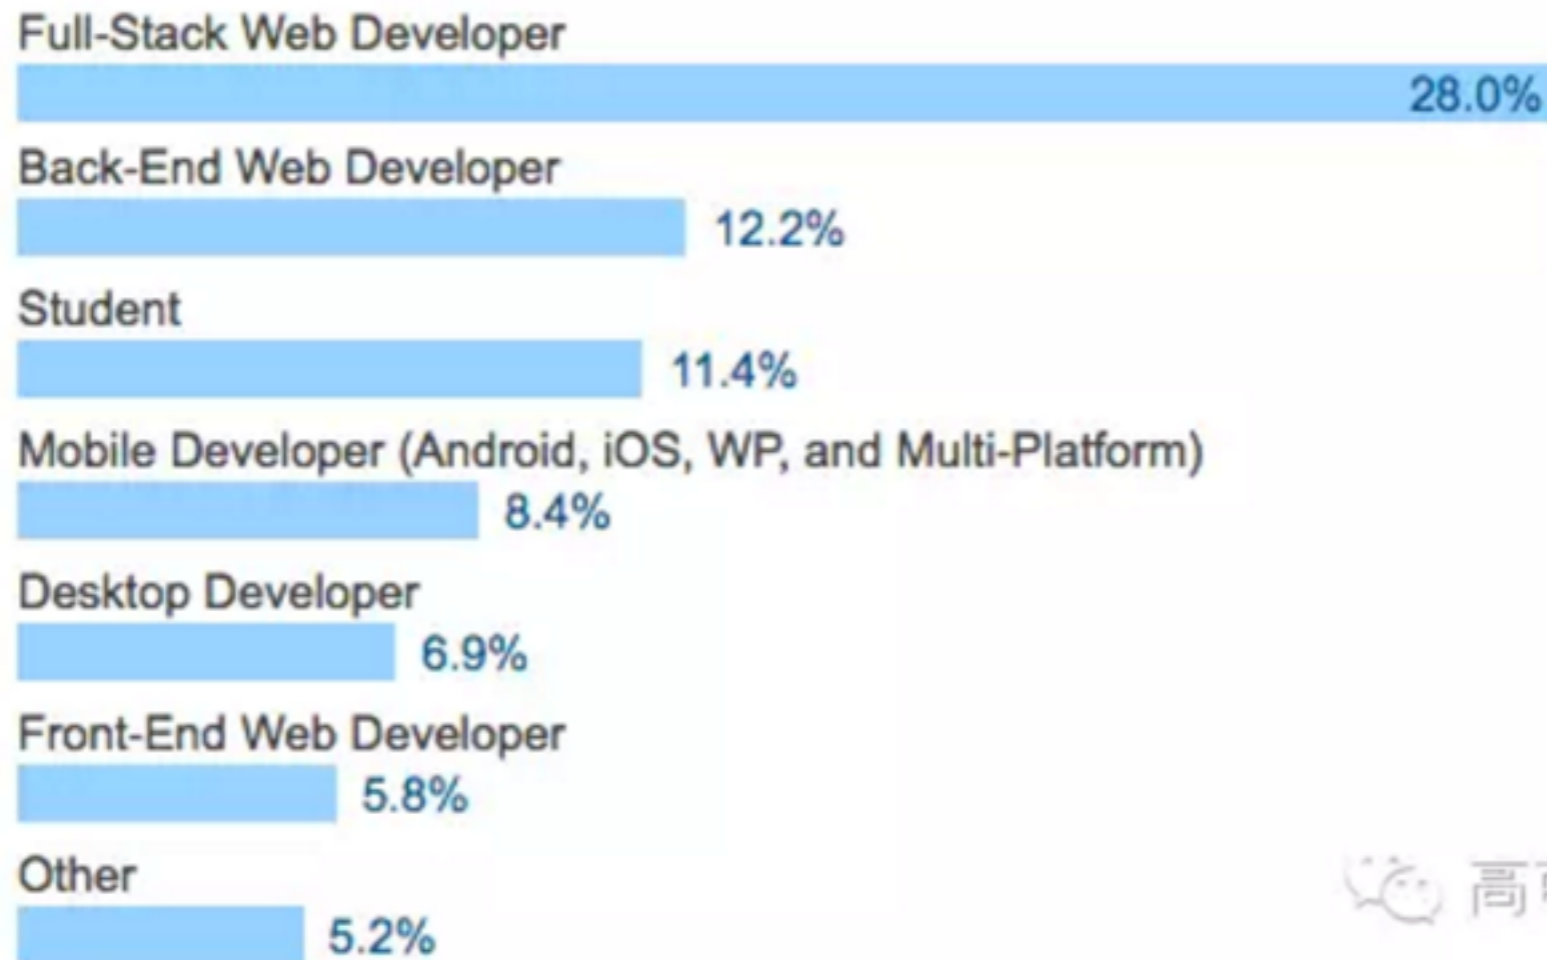 Full-Stack Web Developer
28.0%
Back-End Web Developer
12.2%
Student
11.4%
Mobile Developer (Android, iOS, WP, and Multi-Platform)
8.4%
Desktop Developer
6.9%
Front-End Web Developer
5.8%
Other
5.2%
高